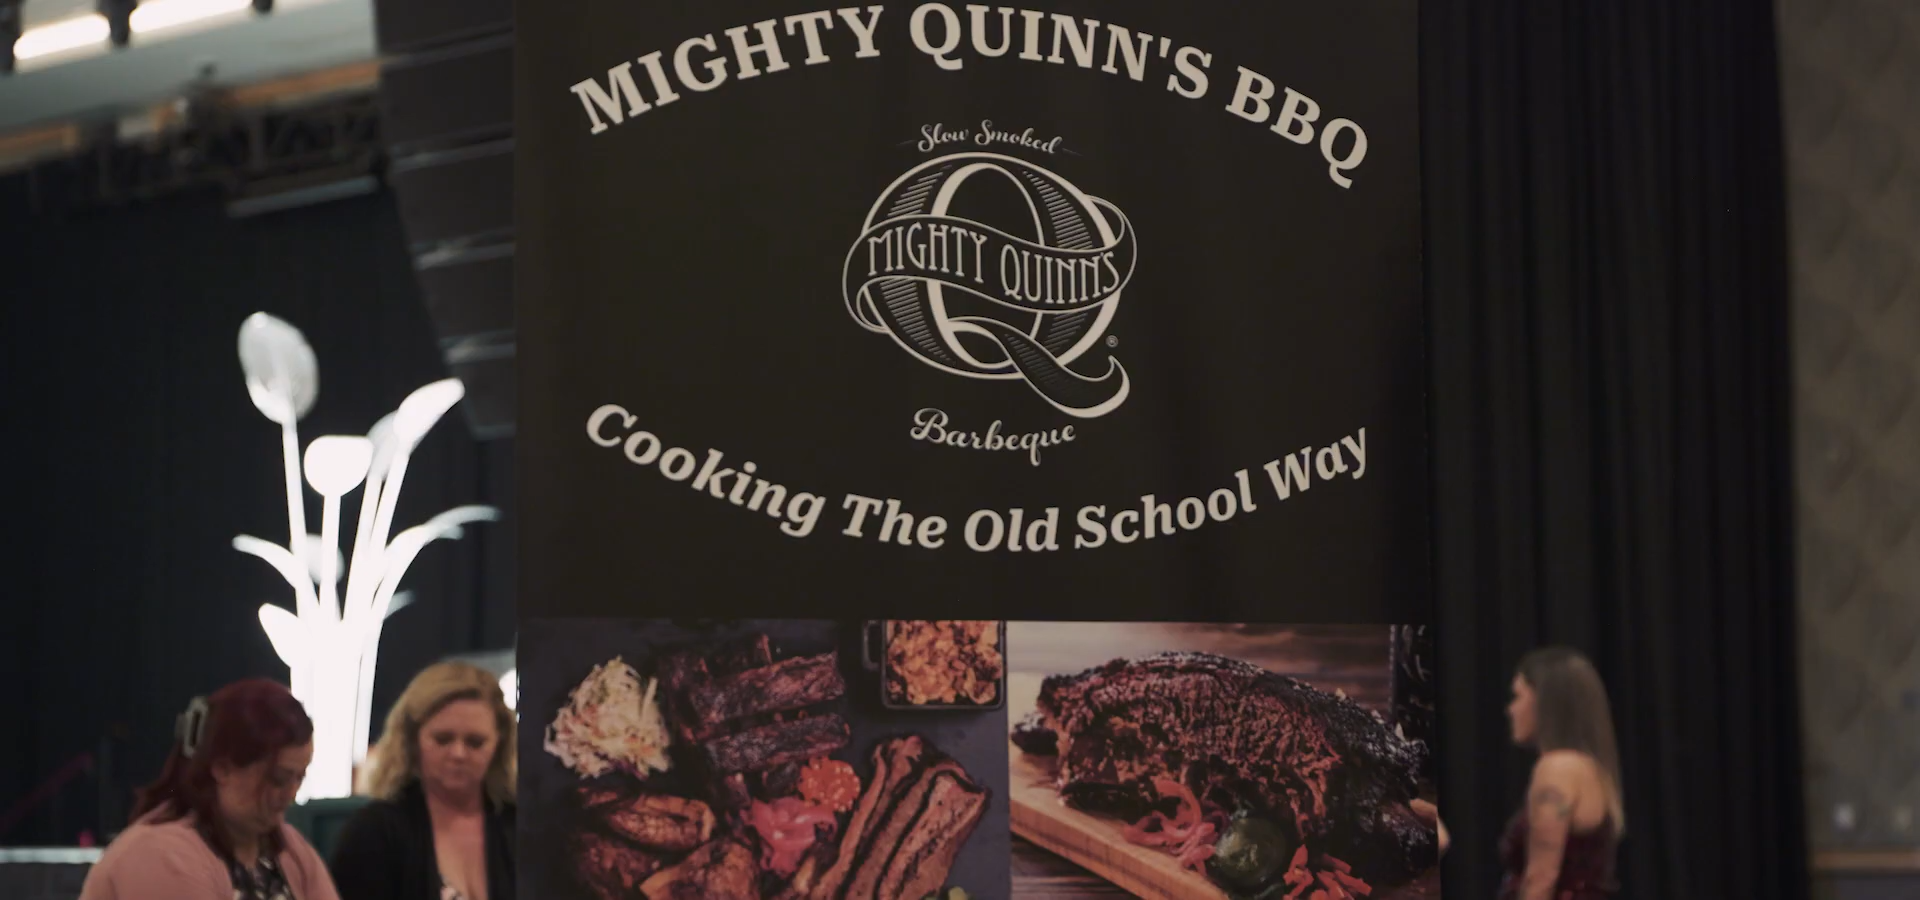 MIGHTY QUINN'S BBQ
Slow Smoked
MIGHTY QUINN'S
®
Barbeque
Cooking The Old School Way